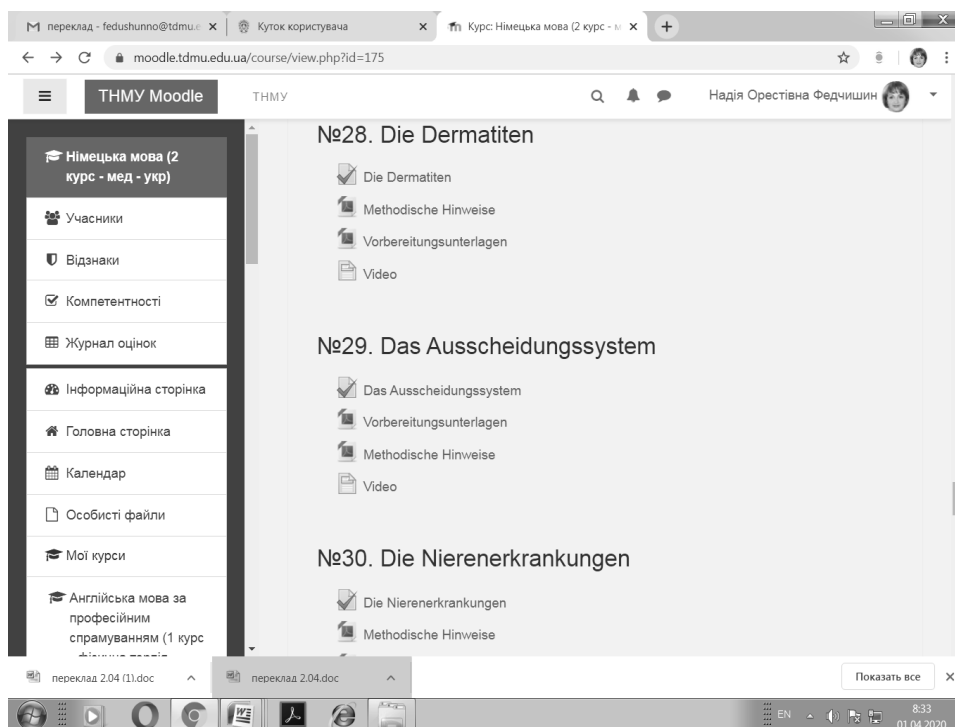 переклад - fedushunno@tdmu.e
Куток користувача
Курс: Німецька мова (2 курс - м
moodle.tdmu.edu.ua/course/view.php?id=175
ТНМУ Moodle
ТНМУ
Надія Орестівна Федчишин
Німецька мова (2
курс - мед - укр)
Учасники
Відзнаки
Компетентності
Журнал оцінок
Інформаційна сторінка
Головна сторінка
Календар
Особисті файли
Мої курси
Англійська мова за
професійним
спрямуванням (1 курс
№28. Die Dermatiten
Die Dermatiten
Methodische Hinweise
Vorbereitungsunterlagen
Video
№29. Das Ausscheidungssystem
Das Ausscheidungssystem
Vorbereitungsunterlagen
Methodische Hinweise
Video
№30. Die Nierenerkrankungen
Die Nierenerkrankungen
Methodische Hinweise
переклад 2.04 (1).doc
переклад 2.04.doc
Показать все
EN
8:33
01.04.2020